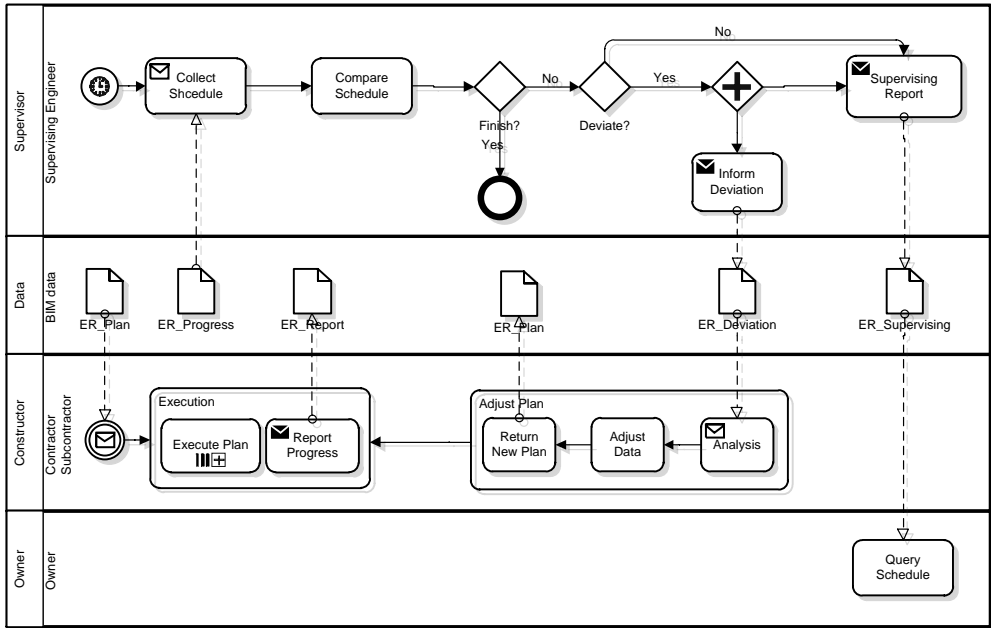 Supervisor
Supervising Engineer
Collect
Shcedule
Compare
Schedule
Finish?
Yes
No
Deviate?
No
Yes
Supervising
Report
Inform
Deviation
Data
BIM data
ER_Plan
ER_Progress
ER_Report
ER_Plan
ER_Deviation
ER_Supervising
Constructor
Contractor
Subcontractor
Execution
Execute Plan
Report
Progress
Adjust Plan
Return
New Plan
Adjust
Data
Analysis
Owner
Owner
Query
Schedule